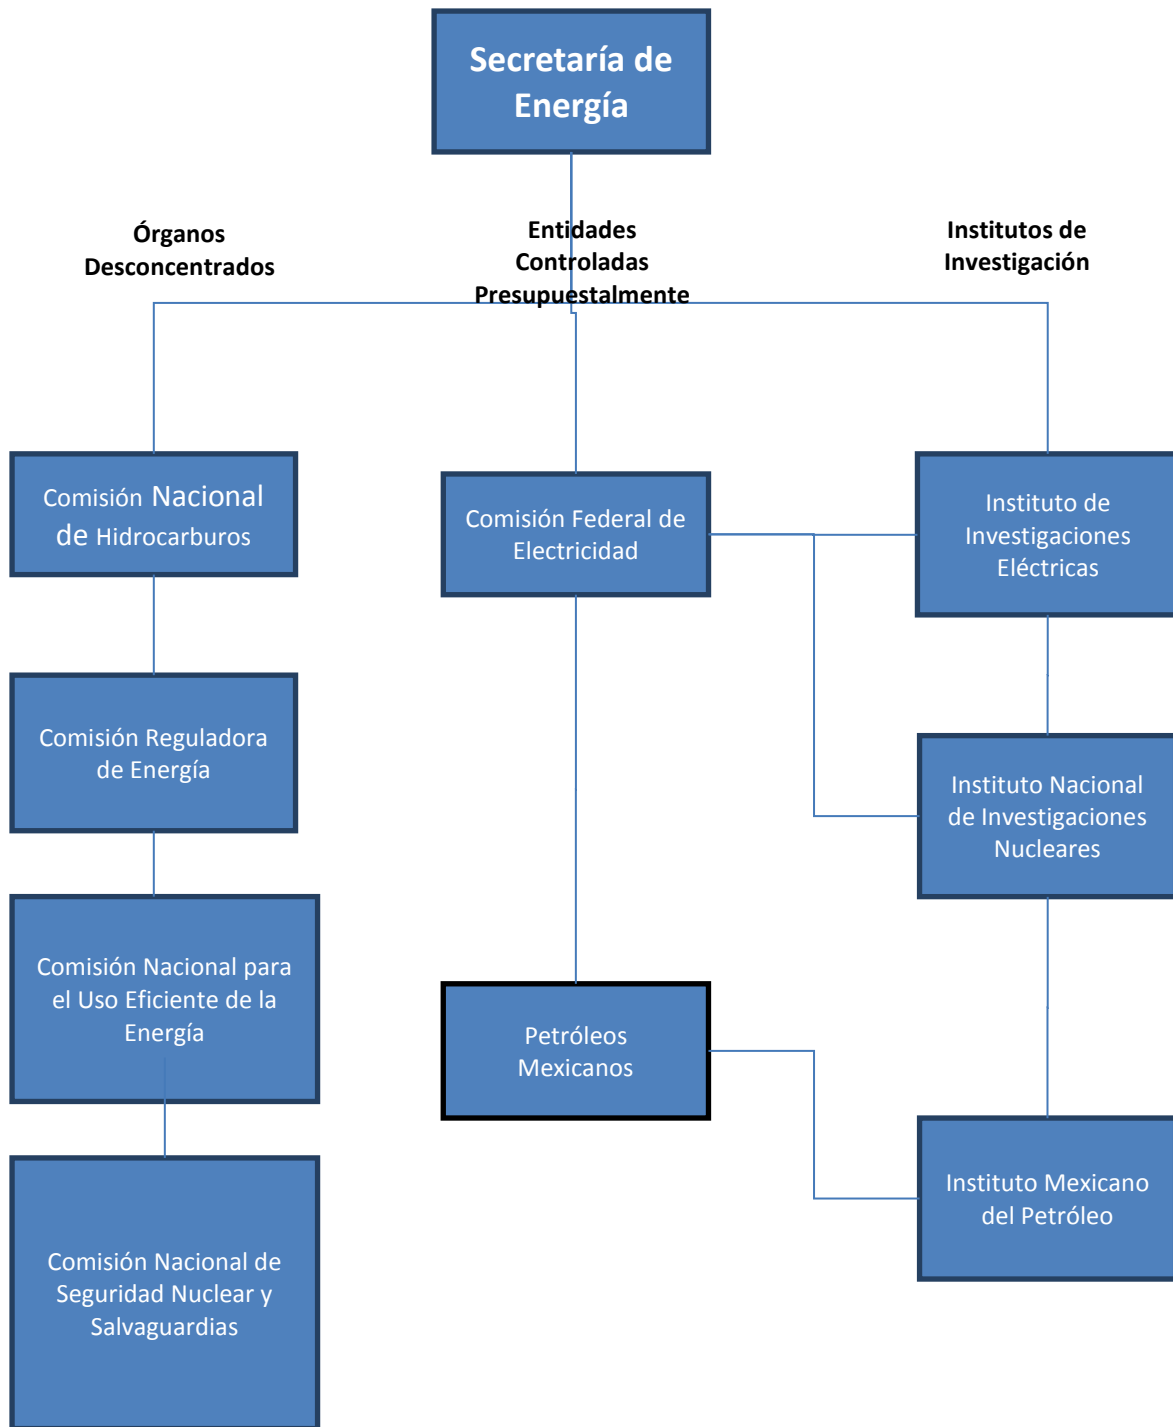 Secretaría de
Energía
Órganos
Desconcentrados
Entidades
Controladas
Presupuestalmente
Institutos de
Investigación
Comisión Nacional
de Hidrocarburos
Comisión Federal de
Electricidad
Instituto de
Investigaciones
Eléctricas
Comisión Reguladora
de Energía
Instituto Nacional
de Investigaciones
Nucleares
Comisión Nacional para
el Uso Eficiente de la
Energía
Petróleos
Mexicanos
Instituto Mexicano
del Petróleo
Comisión Nacional de
Seguridad Nuclear y
Salvaguardias